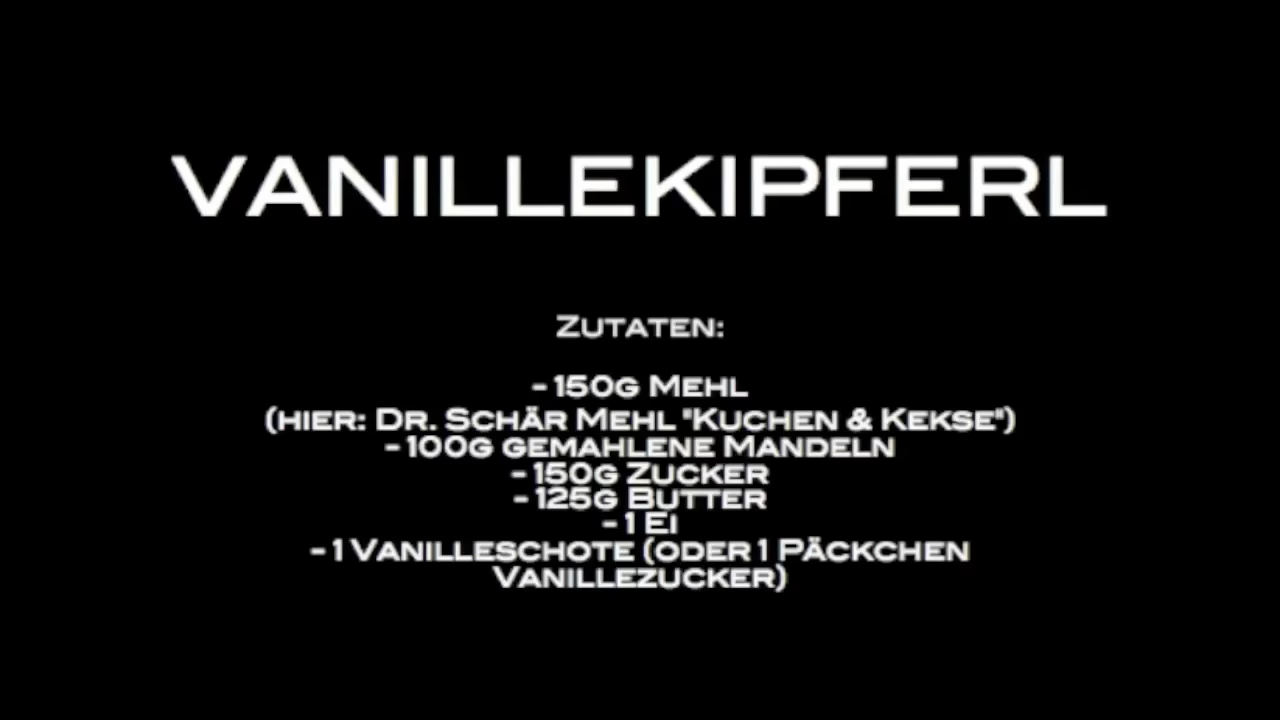 VANILLEKIPFERL
ZUTATEN:
- 150G MEHL
(HIER: DR. SCHÄR MEHL "KUCHEN & KEKSE")
- 100G GEMAHLENE MANDELN
- 150G ZUCKER
- 125G BUTTER
- 1 EI
- 1 VANILLESCHOTE (ODER 1 PÄCKCHEN
VANILLEZUCKER)